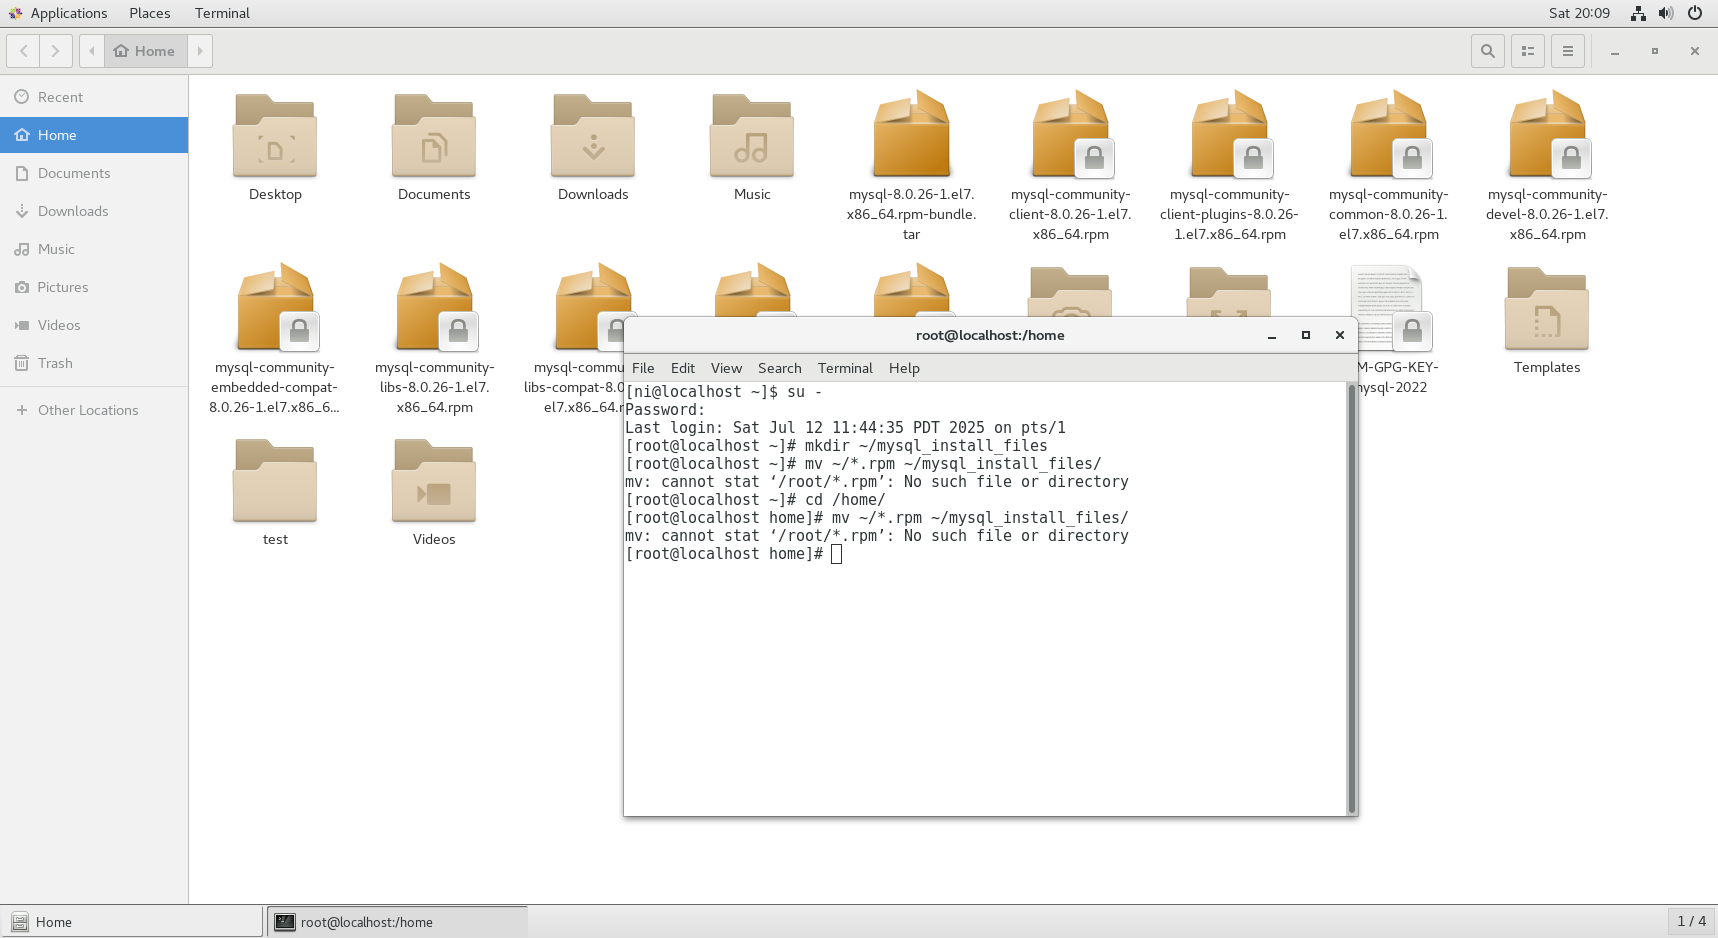 Applications Places Terminal Sat 20:09
Home
Recent
Home
Documents
Downloads
Music
Pictures
Videos
Trash
Other Locations
Desktop
Documents
Downloads
Music
mysql-8.0.26-1.el7.
x86_64.rpm-bundle.
tar
mysql-community-
client-8.0.26-1.el7.
x86_64.rpm
mysql-community-
client-plugins-8.0.26-
1.el7.x86_64.rpm
mysql-community-
common-8.0.26-1.
el7.x86_64.rpm
mysql-community-
devel-8.0.26-1.el7.
x86_64.rpm
mysql-community-
embedded-compat-
8.0.26-1.el7.x86_6...
mysql-community-
libs-8.0.26-1.el7.
x86_64.rpm
mysql-commu
libs-compat-8.0
el7.x86_64.r
M-GPG-KEY-
mysql-2022
Templates
test
Videos
root@localhost:/home
File Edit View Search Terminal Help
[ni@localhost ~]$ su -
Password:
Last login: Sat Jul 12 11:44:35 PDT 2025 on pts/1
[root@localhost ~]# mkdir ~/mysql_install_files
[root@localhost ~]# mv ~/*.rpm ~/mysql_install_files/
mv: cannot stat ‘/root/*.rpm’: No such file or directory
[root@localhost ~]# cd /home/
[root@localhost home]# mv ~/*.rpm ~/mysql_install_files/
mv: cannot stat ‘/root/*.rpm’: No such file or directory
[root@localhost home]#
Home
root@localhost:/home
1 / 4